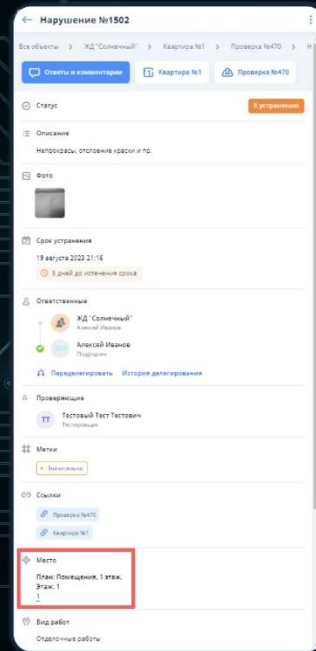 Нарушение №1502
Все объекты > ЖД "Солнечный" > Квартира №1 > Проверка №470 > Н
Ответы и комментарии
Квартира №1
Проверка №470
Статус
К устранению
Описание
Непрокрасы, отслоение краски и пр.
Фото
Срок устранения
19 августа 2023 21:16
5 дней до истечения срока
Ответственные
ЖД "Солнечный"
Алексей Иванов
Алексей Иванов
Подрядчик
Переделегировать История делегирования
Проверяющие
ТТ
Тестовый Тест Тестович
Тестировщик
Метки
Значительно
Ссылки
Проверка №470
Квартира №1
Место
План: Помещения, 1 этаж,
Этаж: 1
1
Вид работ
Отделочные работы